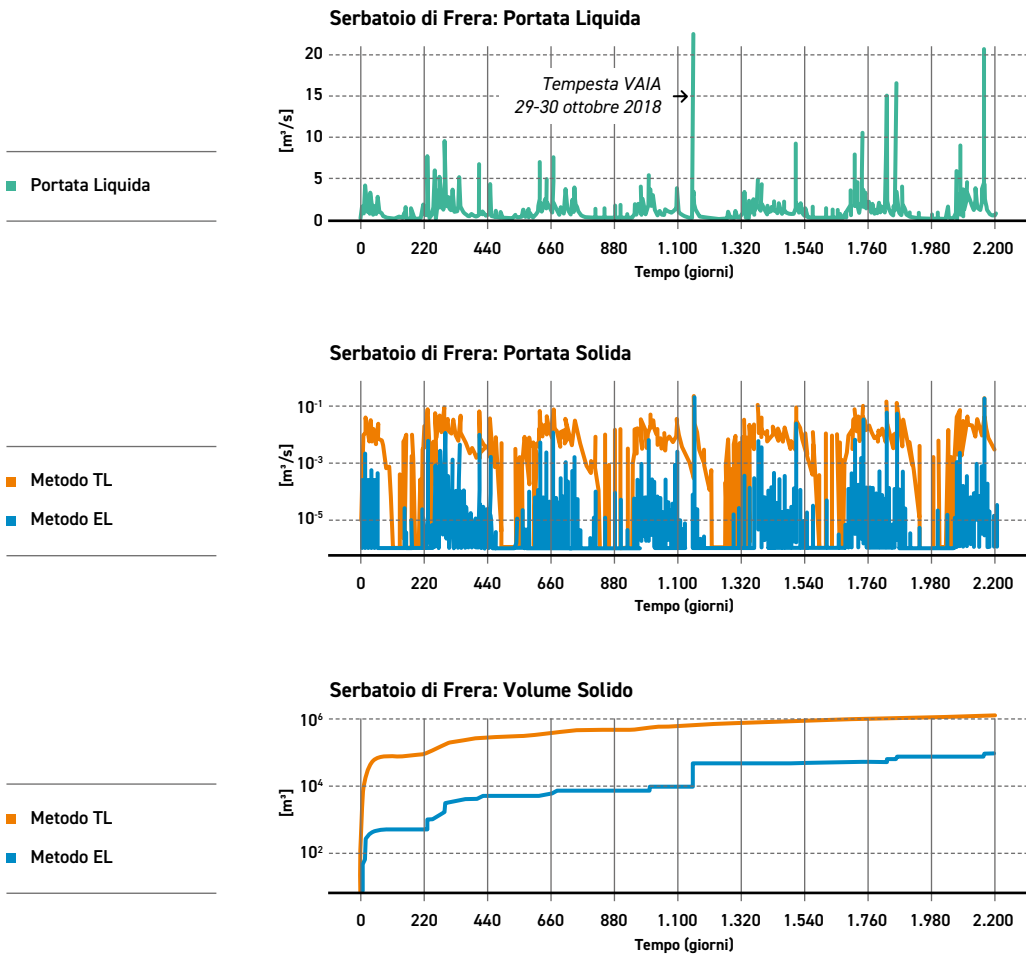 Serbatoio di Frera: Portata Liquida
Portata Liquida
[m³/s]
20
15
10
5
0
Tempesta VAIA
29-30 ottobre 2018
0 220 440 660 880 1.100 1.320 1.540 1.760 1.980 2.200
Tempo (giorni)
Serbatoio di Frera: Portata Solida
Metodo TL
Metodo EL
[m³/s]
10⁻¹
10⁻³
10⁻⁵
0 220 440 660 880 1.100 1.320 1.540 1.760 1.980 2.200
Tempo (giorni)
Serbatoio di Frera: Volume Solido
Metodo TL
Metodo EL
[m³]
10⁶
10⁴
10²
0 220 440 660 880 1.100 1.320 1.540 1.760 1.980 2.200
Tempo (giorni)